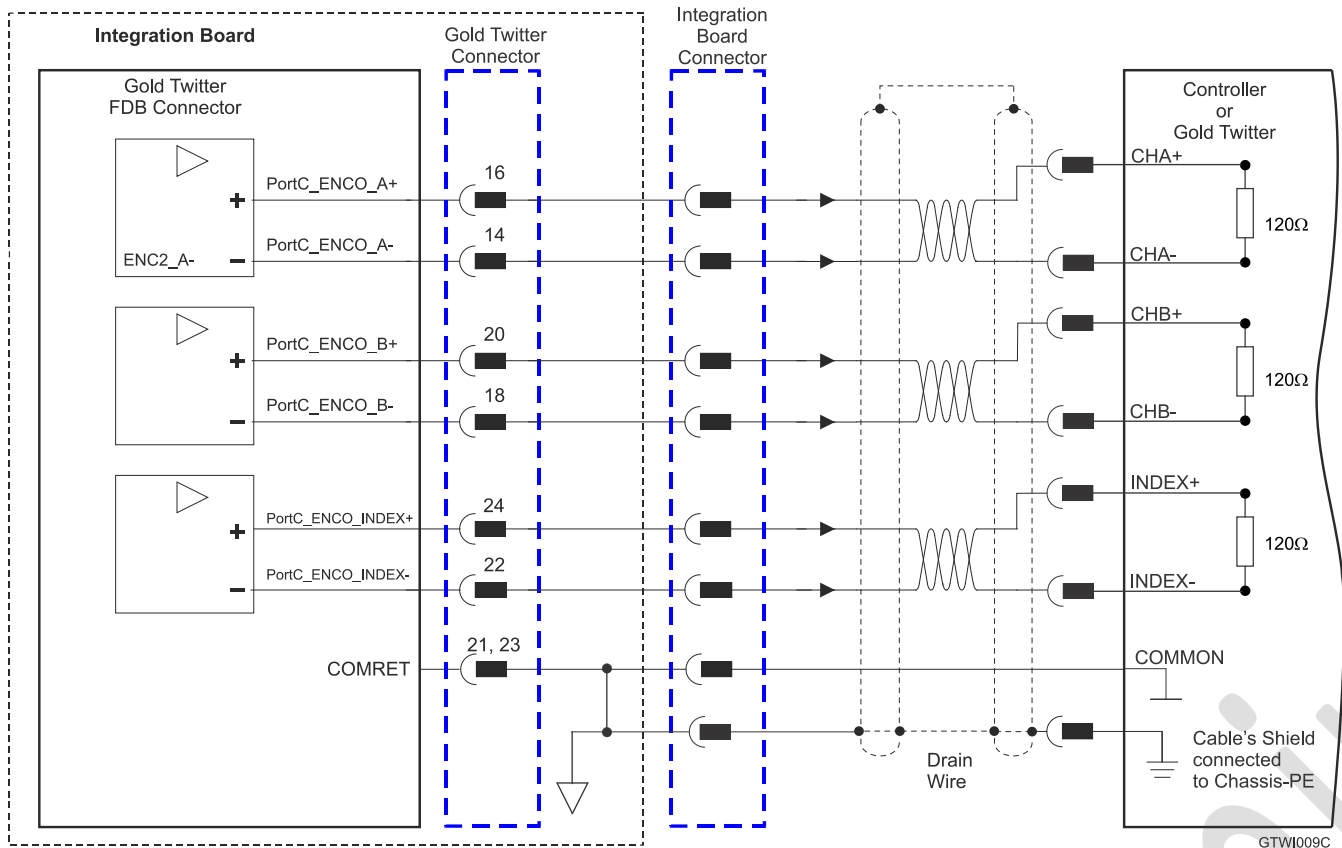 Integration Board
Gold Twitter
Connector
Integration
Board
Connector
Gold Twitter
FDB Connector
Controller
or
Gold Twitter
PortC_ENCO_A+
16
CHA+
+
120Ω
PortC_ENCO_A-
14
ENC2_A-
−
CHA-
PortC_ENCO_B+
20
CHB+
+
120Ω
PortC_ENCO_B-
18
−
CHB-
PortC_ENCO_INDEX+
24
INDEX+
+
120Ω
PortC_ENCO_INDEX-
22
−
INDEX-
21, 23
COMRET
COMMON
Drain
Wire
Cable's Shield
connected
to Chassis-PE
GTWI009C